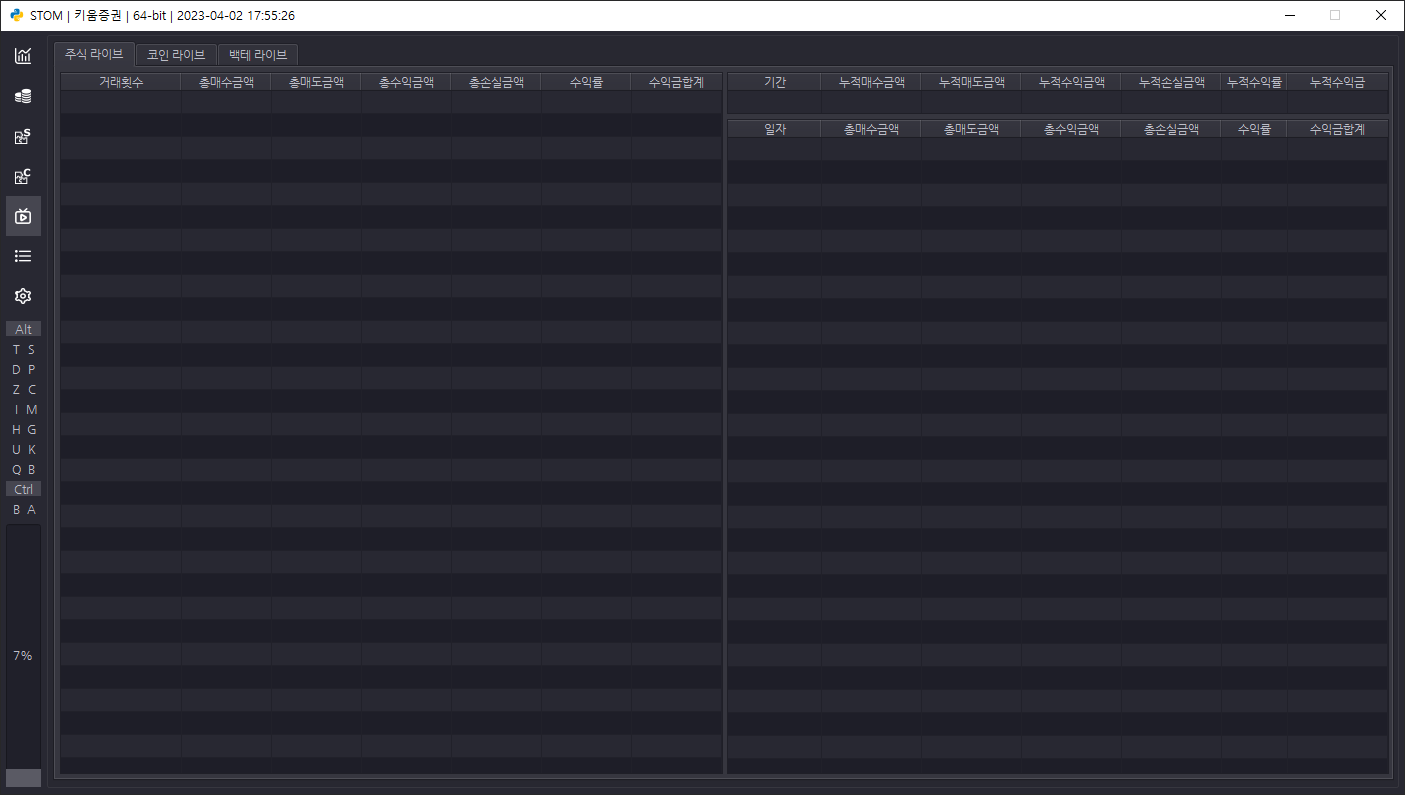 STOM | 키움증권 | 64-bit | 2023-04-02 17:55:26
주식 라이브 코인 라이브 백테 라이브
거래횟수 총매수금액 총매도금액 총수익금액 총손실금액 수익률 수익금합계
기간 누적매수금액 누적매도금액 누적수익금액 누적손실금액 누적수익률 누적수익금
일자 총매수금액 총매도금액 총수익금액 총손실금액 수익률 수익금합계
S
C
Alt
T S
D P
Z C
I M
H G
U K
Q B
Ctrl
B A
7%